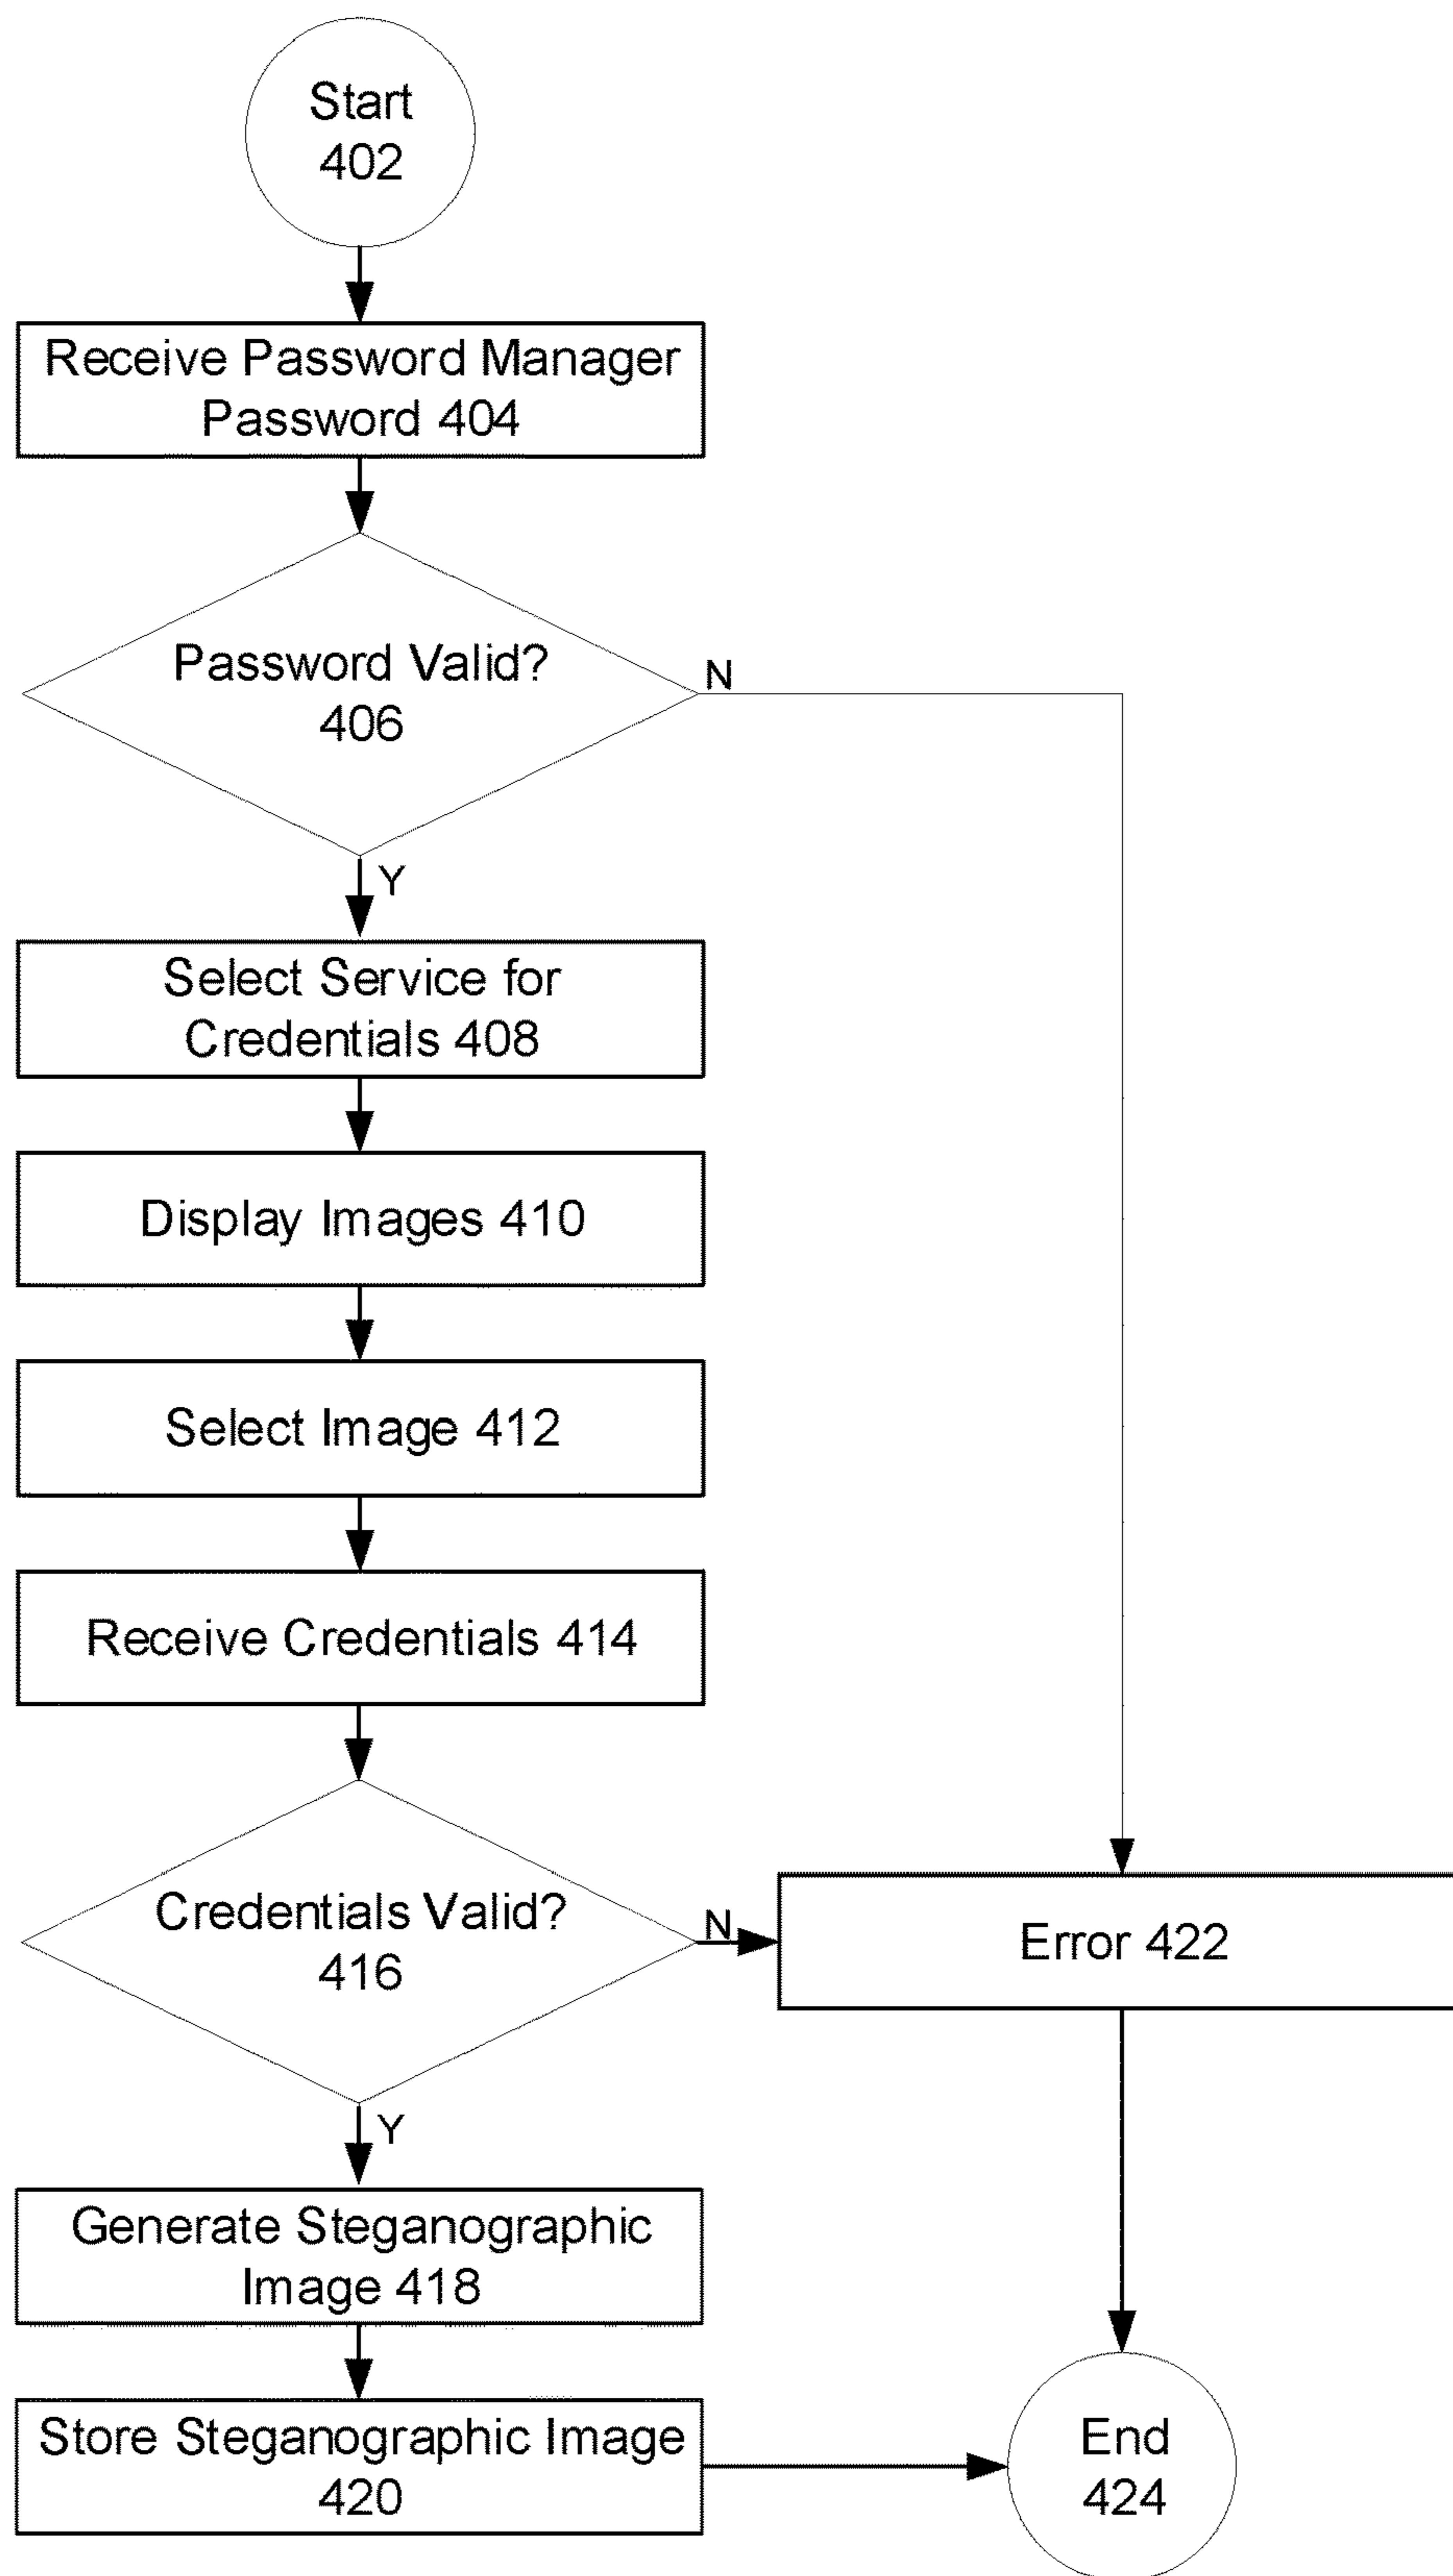 Start
402
Receive Password Manager
Password 404
Password Valid?
406
N
Y
Select Service for
Credentials 408
Display Images 410
Select Image 412
Receive Credentials 414
Credentials Valid?
416
N
Error 422
Y
Generate Steganographic
Image 418
Store Steganographic Image
420
End
424